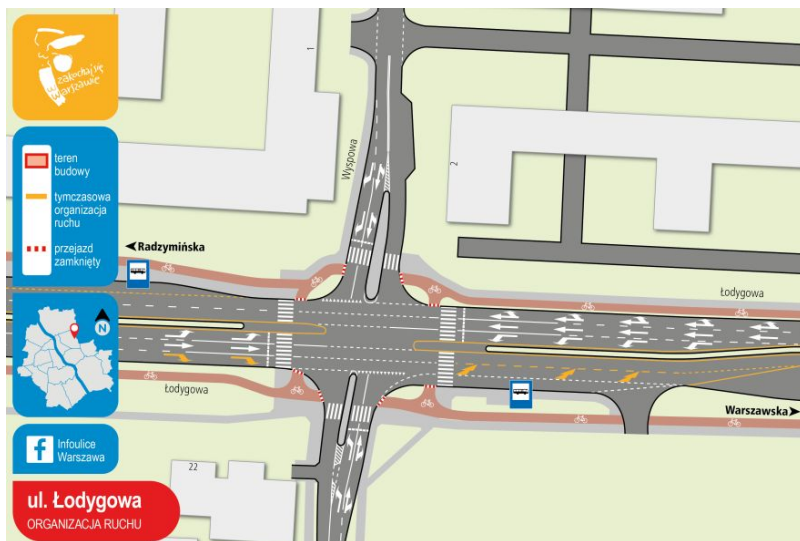 zakochaj się
w Warszawie
teren
budowy
tymczasowa
organizacja
ruchu
przejazd
zamknięty
N
Infoulice
Warszawa
ul. Łodygowa
ORGANIZACJA RUCHU
1
2
Wyspowa
Radzymińska
Łodygowa
Łodygowa
Warszawska
22